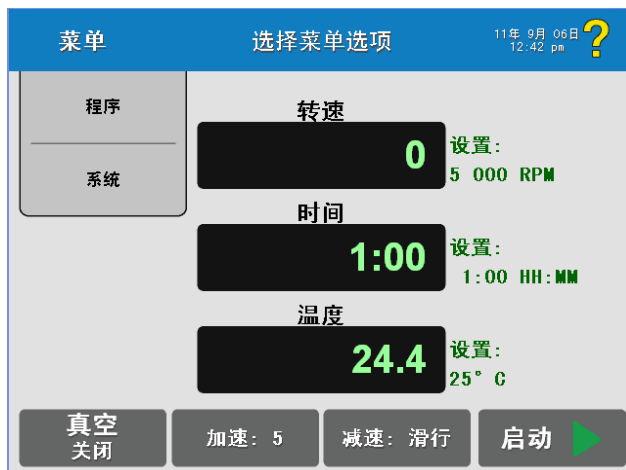 菜单
选择菜单选项
11年 9月 06日
12:42 pm
?
程序
系统
转速
0
设置:
5 000 RPM
时间
1:00
设置:
1:00 HH:MM
温度
24.4
设置:
25° C
真空
关闭
加速: 5
减速: 滑行
启动